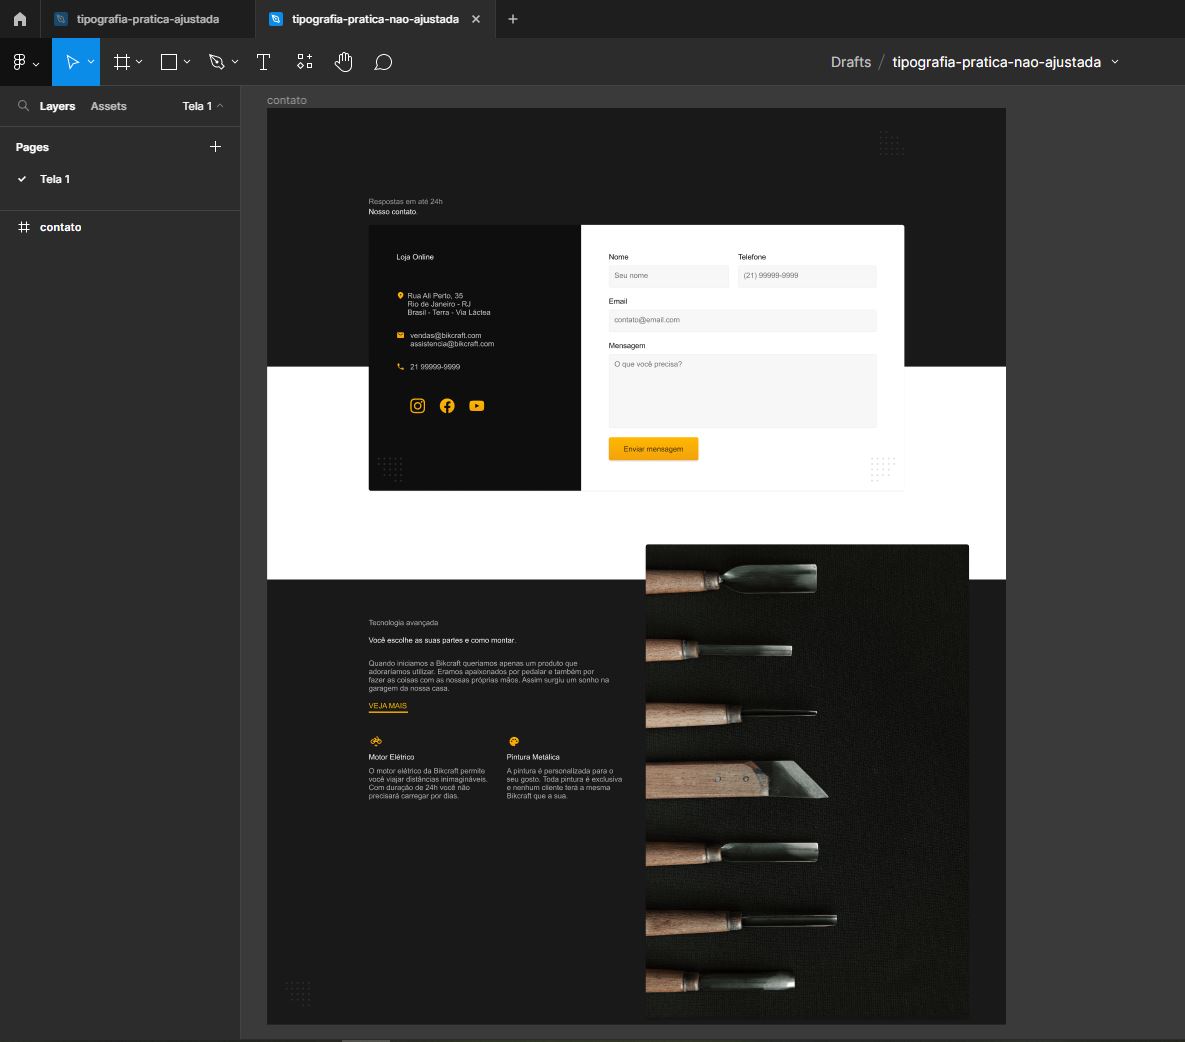 tipografia-pratica-ajustada
tipografia-pratica-nao-ajustada
Drafts / tipografia-pratica-nao-ajustada
Layers Assets Tela 1
Pages
Tela 1
contato
contato
Respostas em até 24h
Nosso contato.
Loja Online
Rua Ali Perto, 35
Rio de Janeiro - RJ
Brasil - Terra - Via Láctea
vendas@bikcraft.com
assistencia@bikcraft.com
21 99999-9999
Nome
Seu nome
Telefone
(21) 99999-9999
Email
contato@email.com
Mensagem
O que você precisa?
Enviar mensagem
Tecnologia avançada
Você escolhe as suas partes e como montar.
Quando iniciamos a Bikcraft queriamos apenas um produto que
adorariamos utilizar. Eramos apaixonados por pedalar e também por
fazer as coisas com as nossas próprias mãos. Assim surgiu um sonho na
garagem da nossa casa.
VEJA MAIS
Motor Elétrico
O motor elétrico da Bikcraft permite
você viajar distâncias inimagináveis.
Com duração de 24h você não
precisará carregar por dias.
Pintura Metálica
A pintura é personalizada para o
seu gosto. Toda pintura é exclusiva
e nenhum cliente terá a mesma
Bikcraft que a sua.